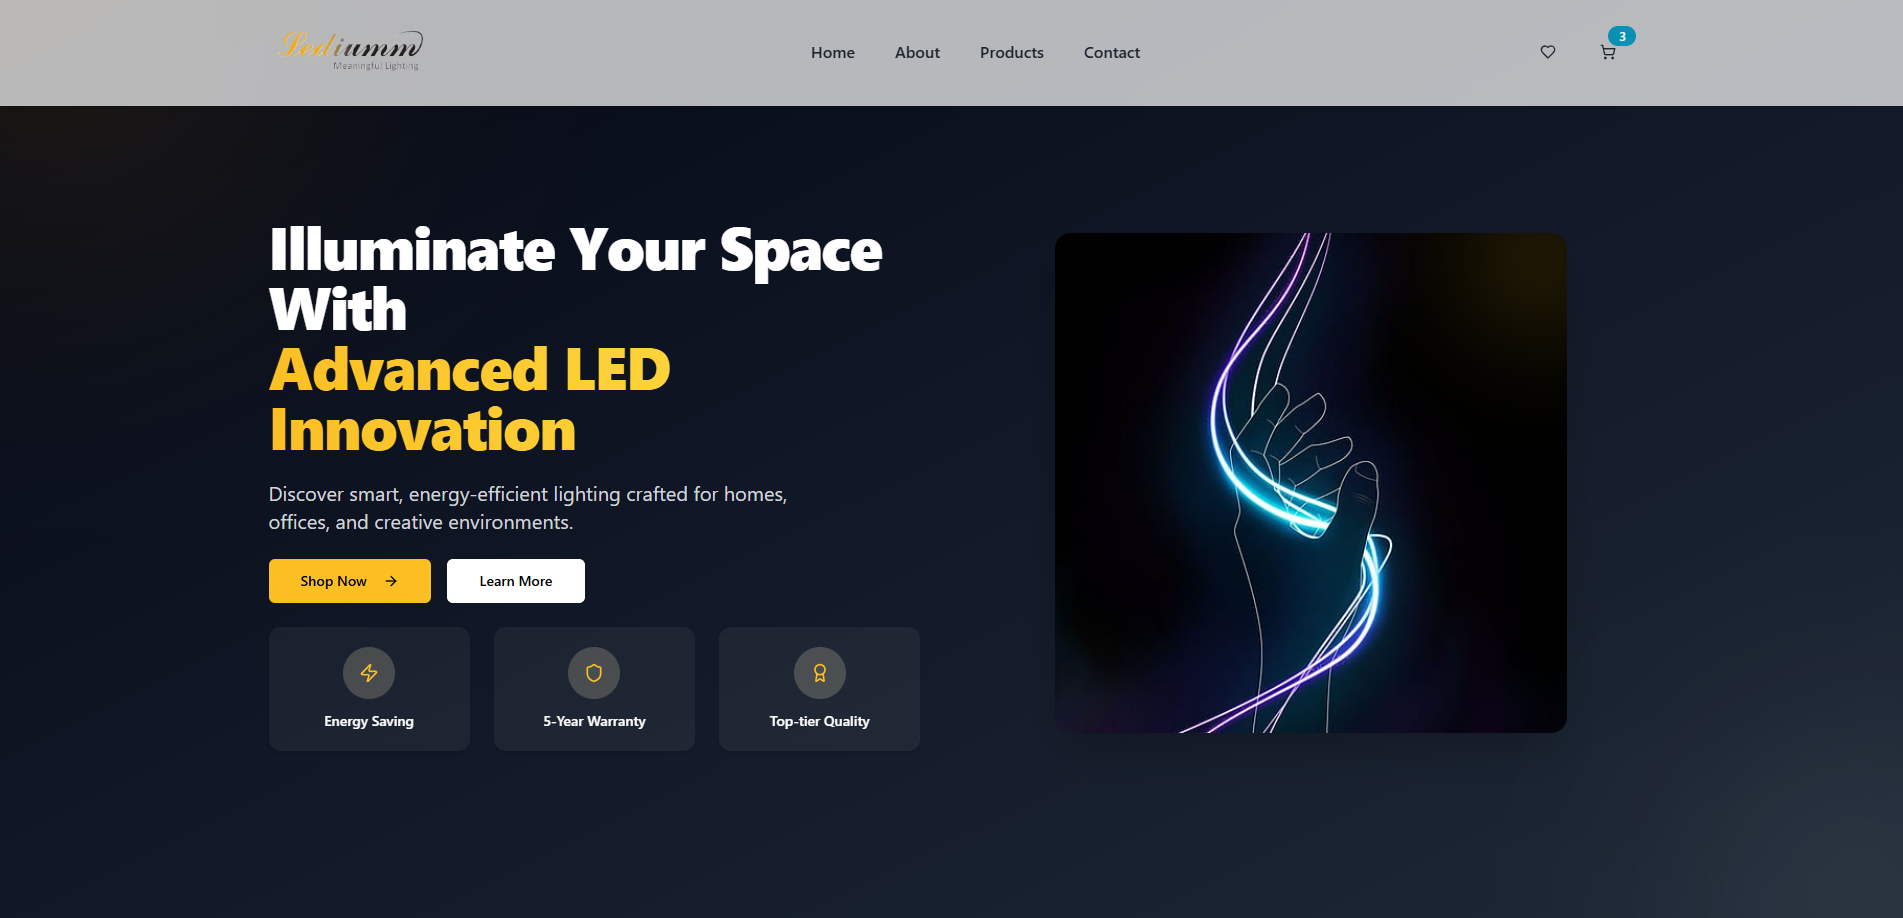 Lediumm
Meaningful Lighting
Home
About
Products
Contact
3
Illuminate Your Space
With
Advanced LED
Innovation
Discover smart, energy-efficient lighting crafted for homes,
offices, and creative environments.
Shop Now
Learn More
Energy Saving
5-Year Warranty
Top-tier Quality